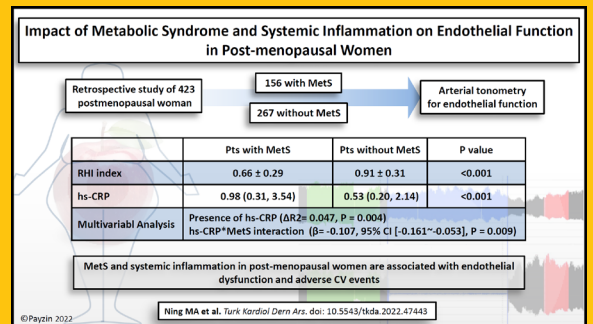 Impact of Metabolic Syndrome and Systemic Inflammation on Endothelial Function
in Post-menopausal Women
Retrospective study of 423
postmenopausal woman
156 with MetS
267 without MetS
Arterial tonometry
for endothelial function
Pts with MetS Pts without MetS P value
RHI index 0.66 ± 0.29 0.91 ± 0.31 <0.001
hs-CRP 0.98 (0.31, 3.54) 0.53 (0.20, 2.14) <0.001
Multivariabl Analysis
Presence of hs-CRP (ΔR2= 0.047, P = 0.004)
hs-CRP*MetS interaction (β= -0.107, 95% CI [-0.161~-0.053], P = 0.009)
MetS and systemic inflammation in post-menopausal women are associated with endothelial
dysfunction and adverse CV events
Ning MA et al. Turk Kardiol Dern Ars. doi: 10.5543/tkda.2022.47443
©Payzin 2022